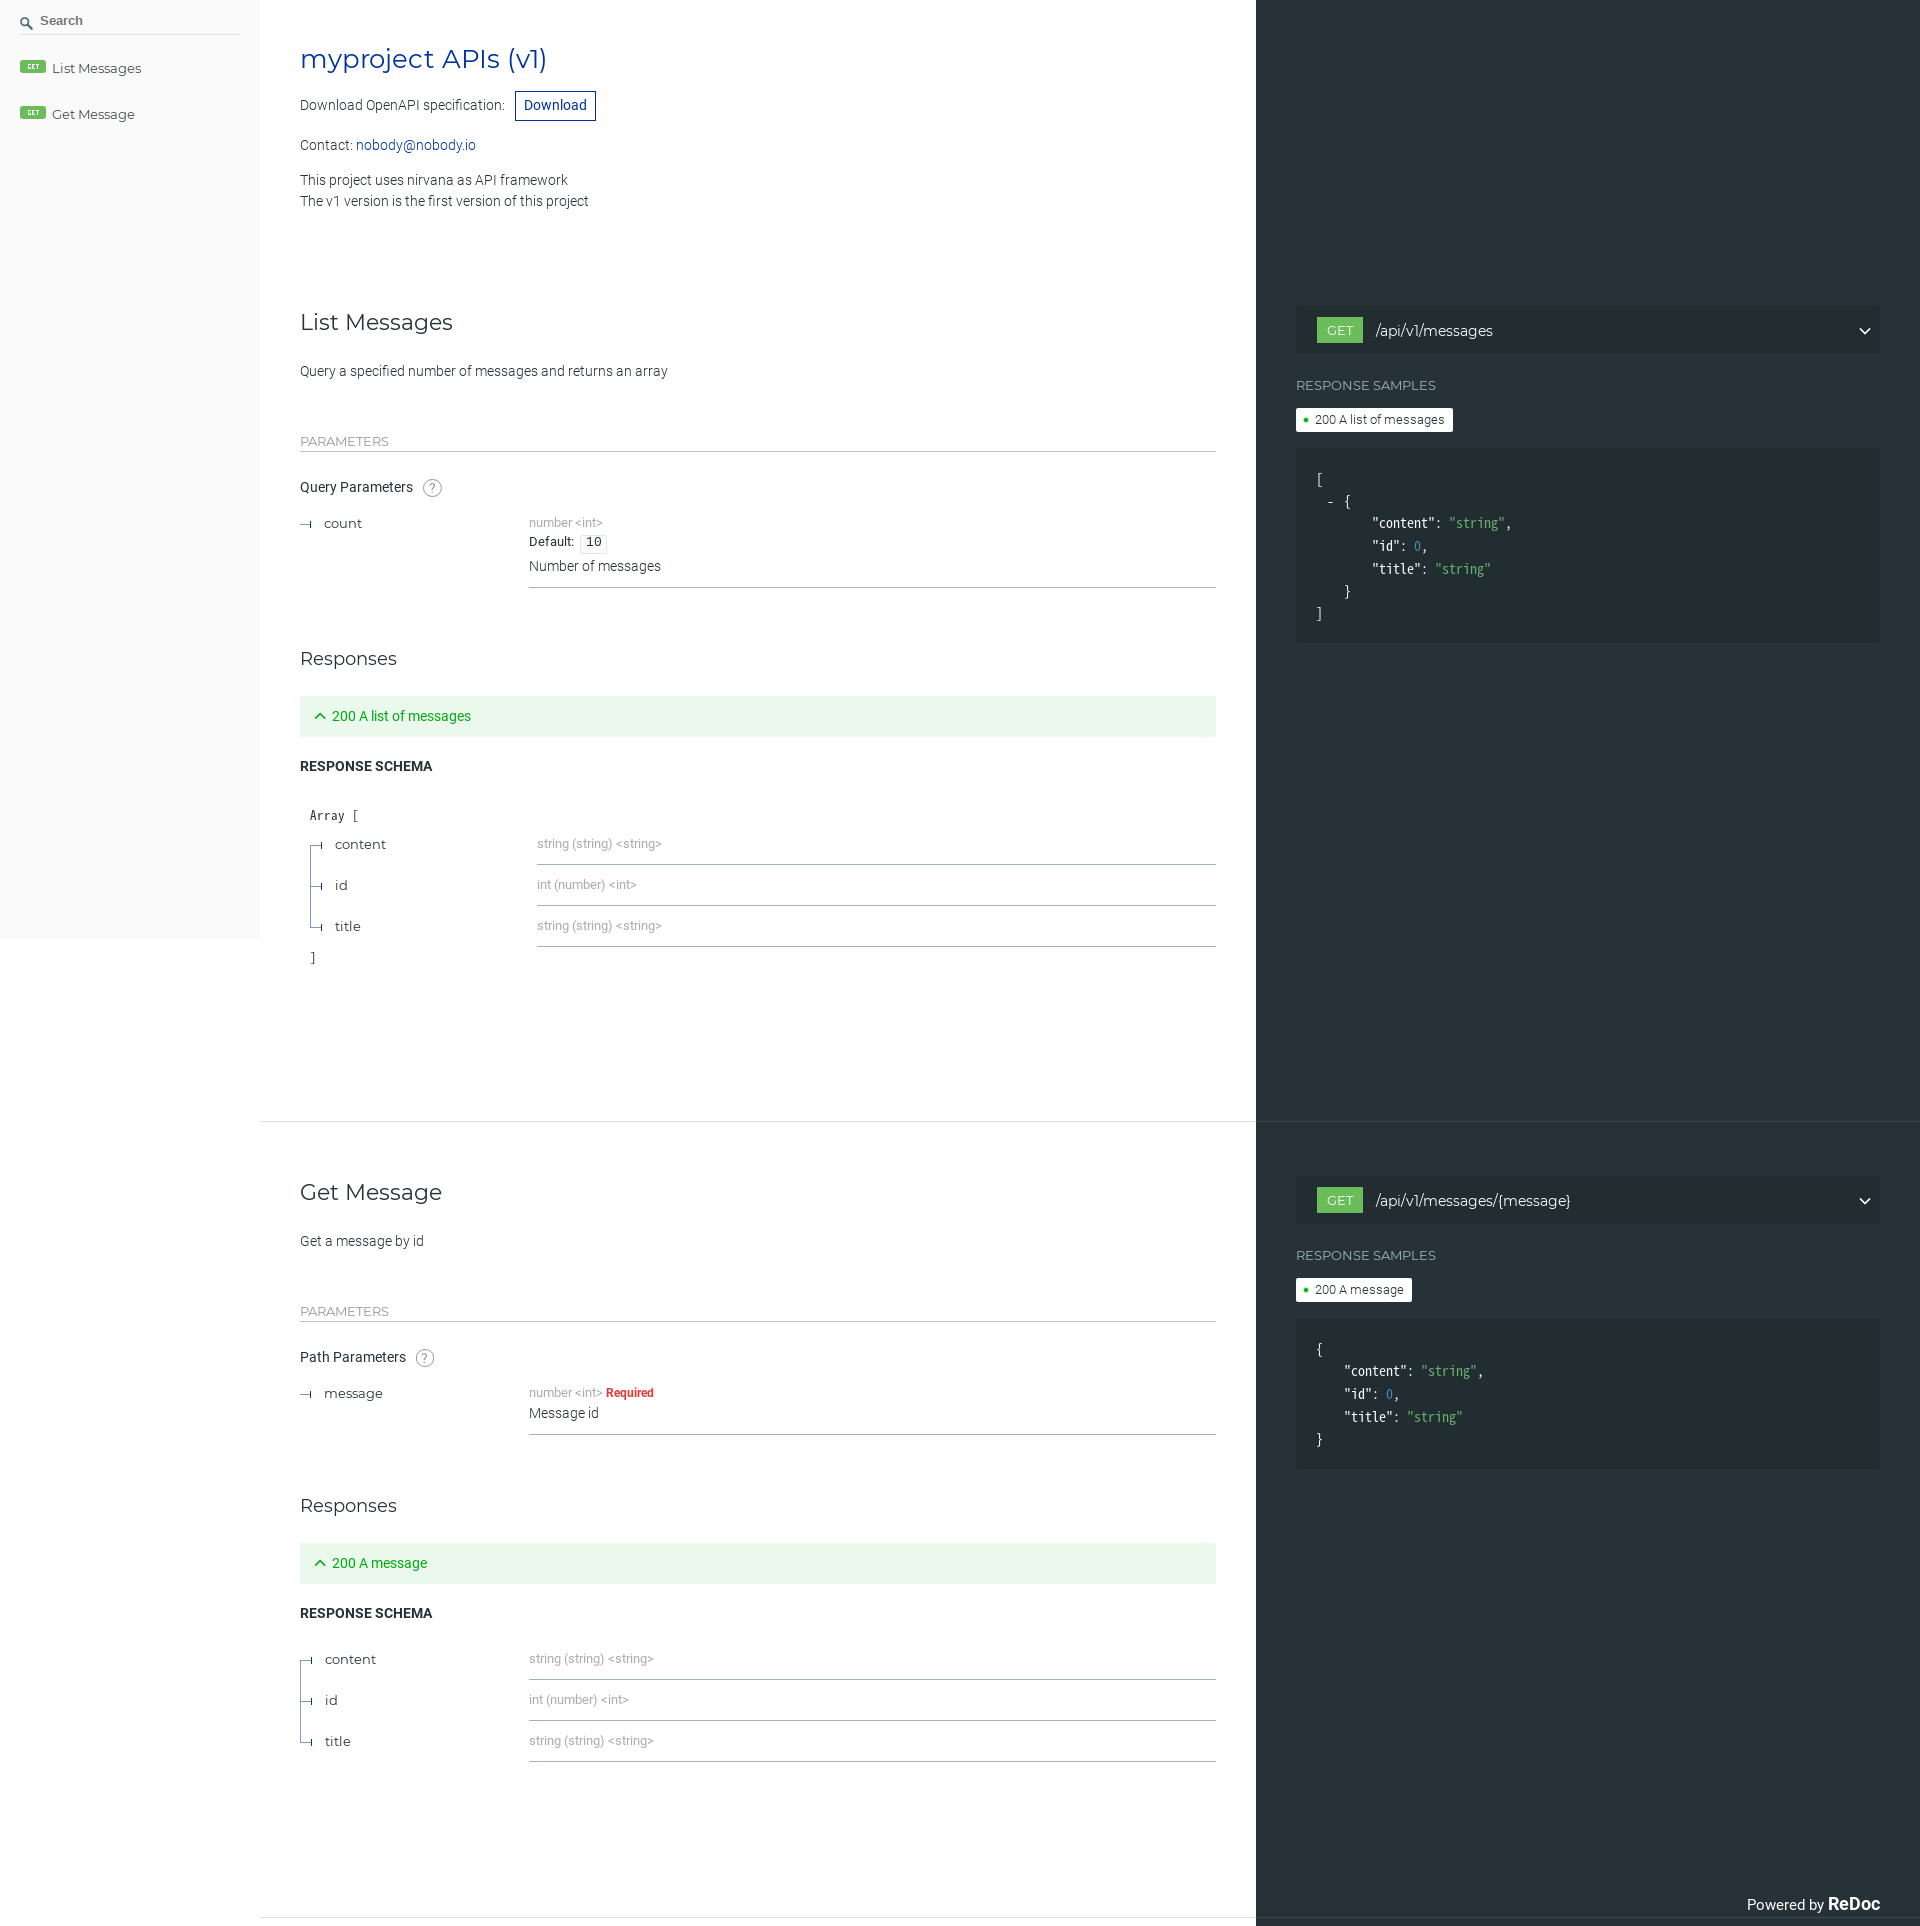 Search
GET List Messages
GET Get Message
myproject APIs (v1)
Download OpenAPI specification: Download
Contact: nobody@nobody.io
This project uses nirvana as API framework
The v1 version is the first version of this project
List Messages
Query a specified number of messages and returns an array
PARAMETERS
Query Parameters ?
count number <int>
Default: 10
Number of messages
Responses
200 A list of messages
RESPONSE SCHEMA
Array [
content string (string) <string>
id int (number) <int>
title string (string) <string>
]
GET /api/v1/messages
RESPONSE SAMPLES
200 A list of messages
[
- {
"content": "string",
"id": 0,
"title": "string"
}
]
Get Message
Get a message by id
PARAMETERS
Path Parameters ?
message number <int> Required
Message id
Responses
200 A message
RESPONSE SCHEMA
content string (string) <string>
id int (number) <int>
title string (string) <string>
GET /api/v1/messages/{message}
RESPONSE SAMPLES
200 A message
{
"content": "string",
"id": 0,
"title": "string"
}
Powered by ReDoc